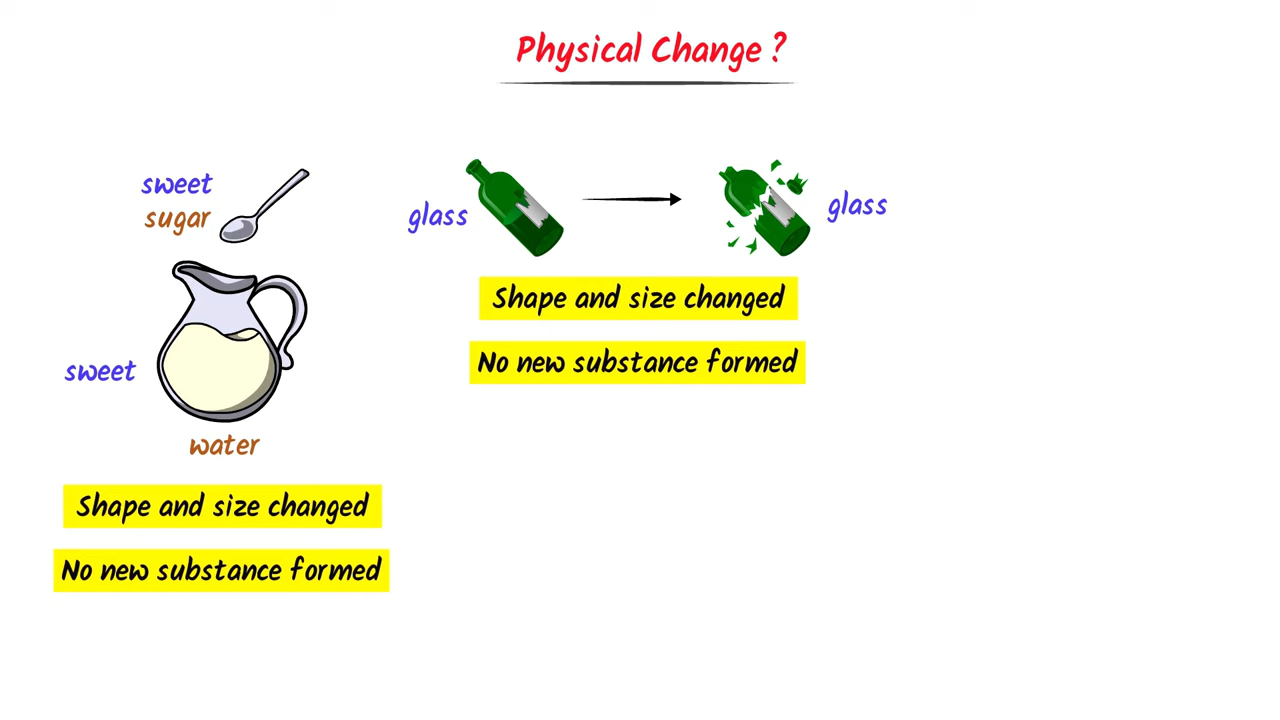 Physical Change ?
sweet
sugar
sweet
water
Shape and size changed
No new substance formed
glass
glass
Shape and size changed
No new substance formed